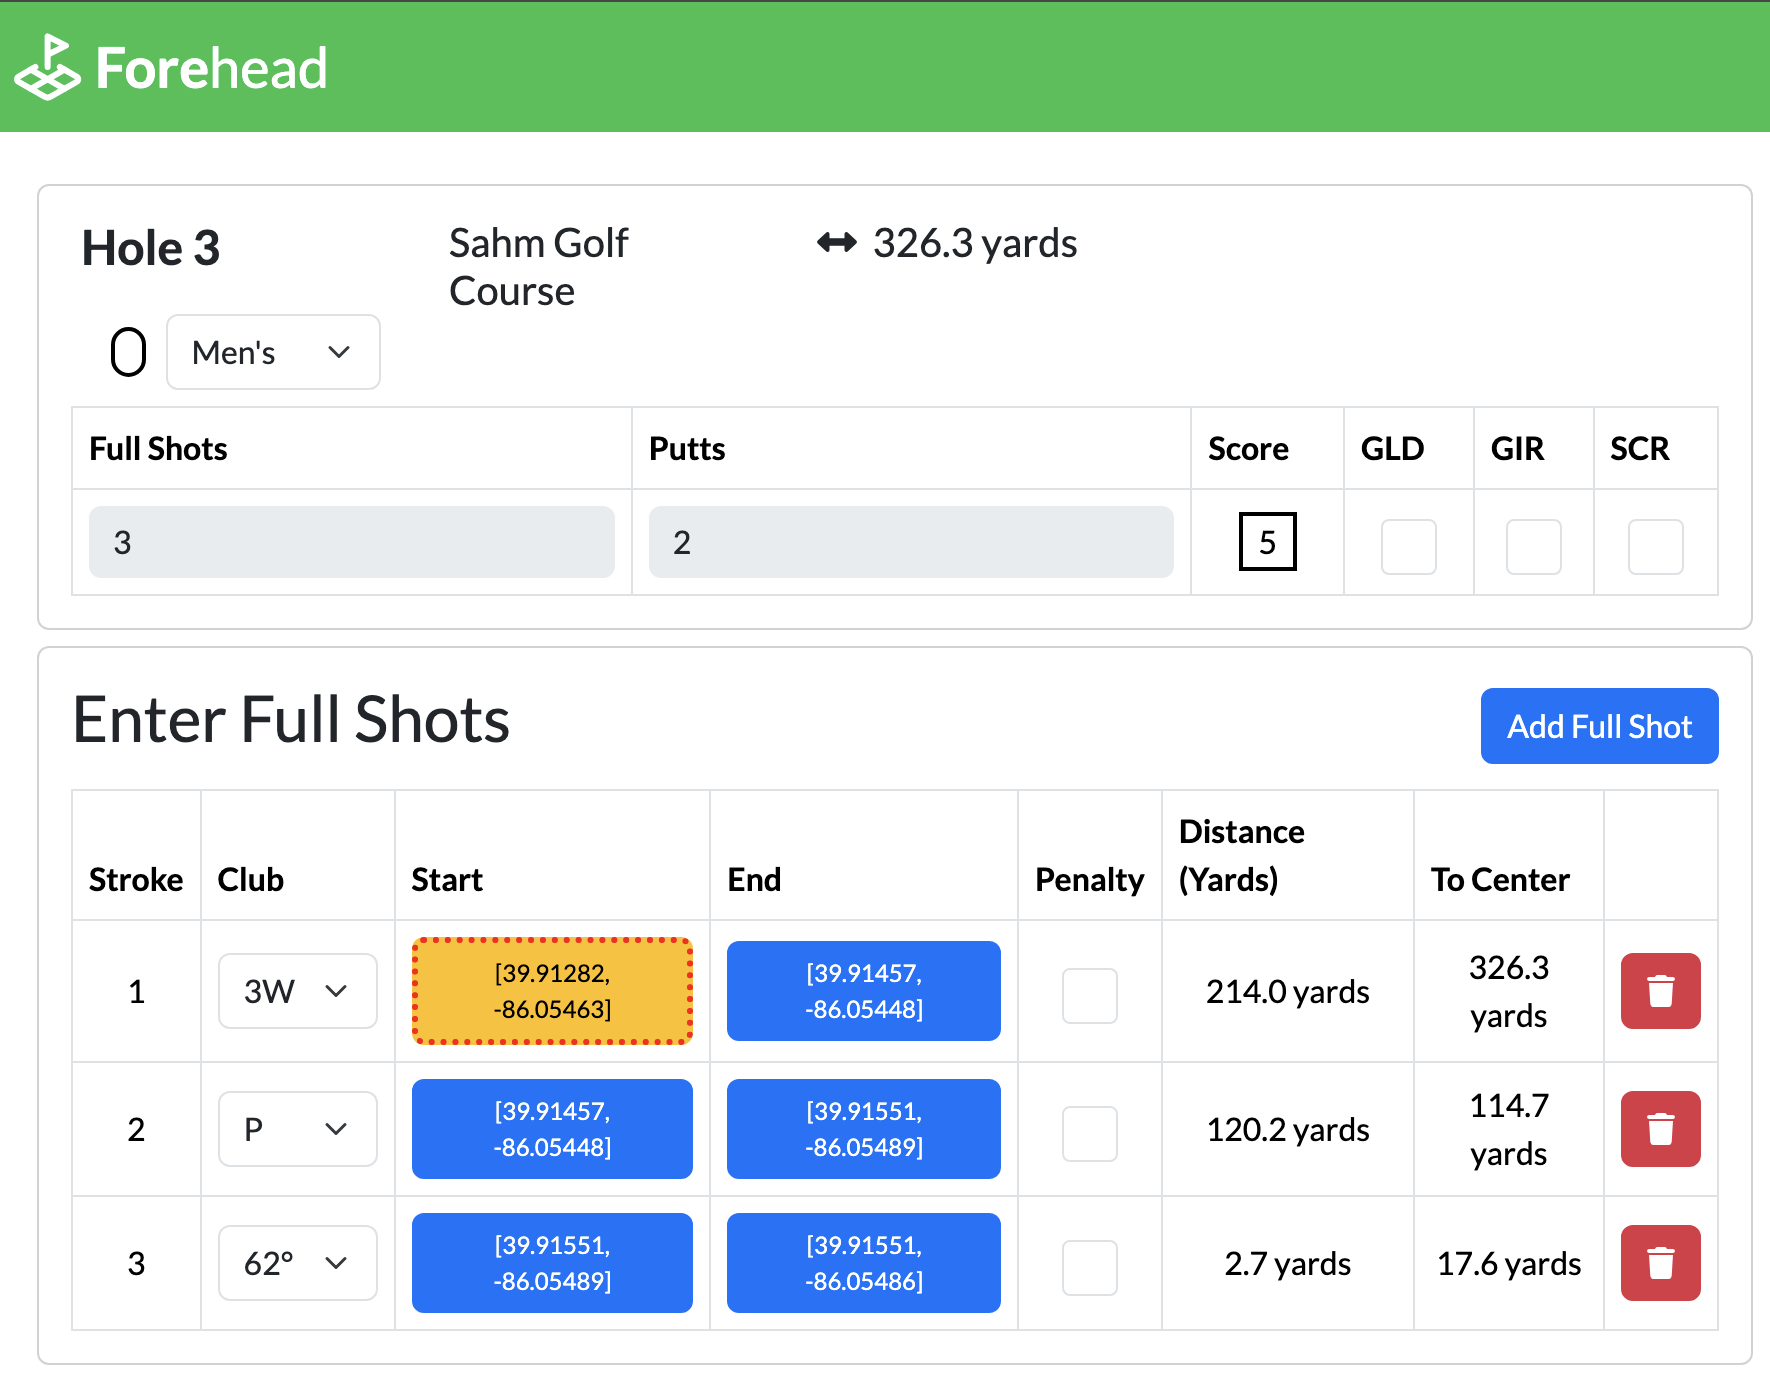 Forehead
Hole 3
Sahm Golf
Course
326.3 yards
Men's
Full Shots
Putts
Score
GLD
GIR
SCR
3
2
5
Enter Full Shots
Add Full Shot
Stroke
Club
Start
End
Penalty
Distance
(Yards)
To Center
1
3W
[39.91282,
-86.05463]
[39.91457,
-86.05448]
214.0 yards
326.3
yards
2
P
[39.91457,
-86.05448]
[39.91551,
-86.05489]
120.2 yards
114.7
yards
3
62°
[39.91551,
-86.05489]
[39.91551,
-86.05486]
2.7 yards
17.6 yards